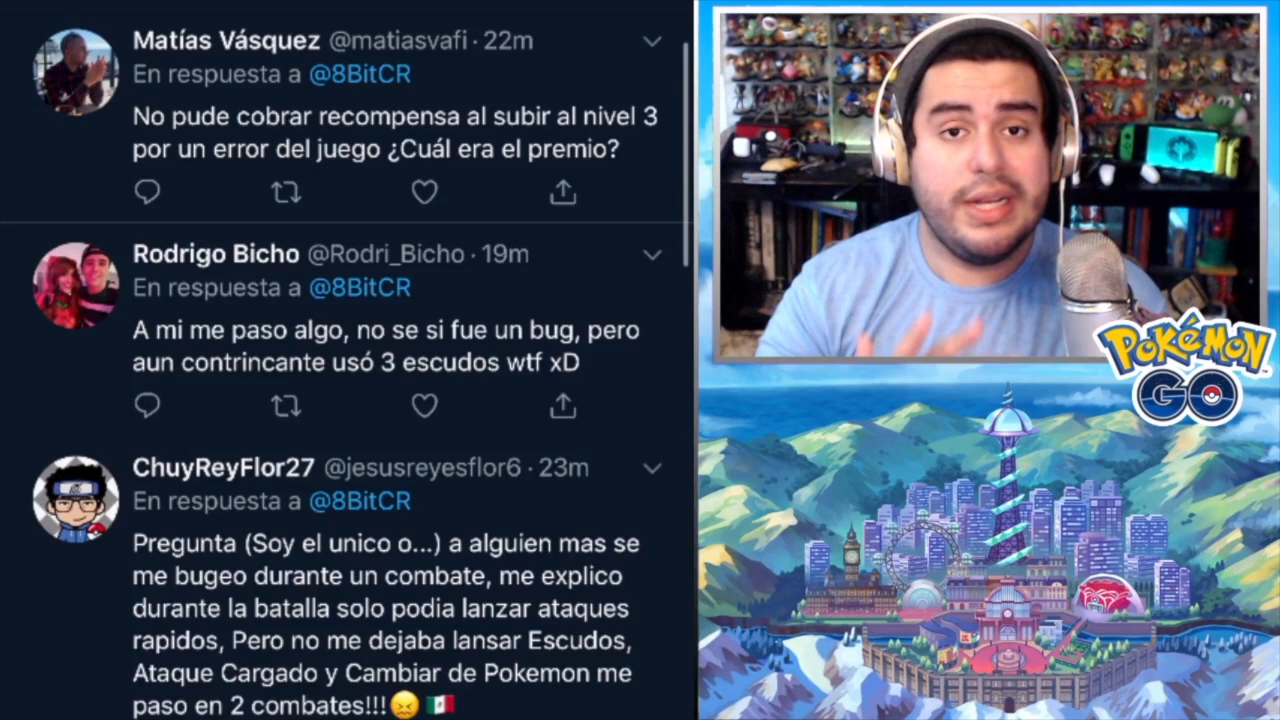 Matías Vásquez @matiasvafi · 22m
En respuesta a @8BitCR
No pude cobrar recompensa al subir al nivel 3
por un error del juego ¿Cuál era el premio?
Rodrigo Bicho @Rodri_Bicho · 19m
En respuesta a @8BitCR
A mi me paso algo, no se si fue un bug, pero
aun contrincante usó 3 escudos wtf xD
ChuyReyFlor27 @jesusreyesflor6 · 23m
En respuesta a @8BitCR
Pregunta (Soy el unico o...) a alguien mas se
me bugeo durante un combate, me explico
durante la batalla solo podia lanzar ataques
rapidos, Pero no me dejaba lansar Escudos,
Ataque Cargado y Cambiar de Pokemon me
paso en 2 combates!!!😖 🇲🇽
POKéMON
GO